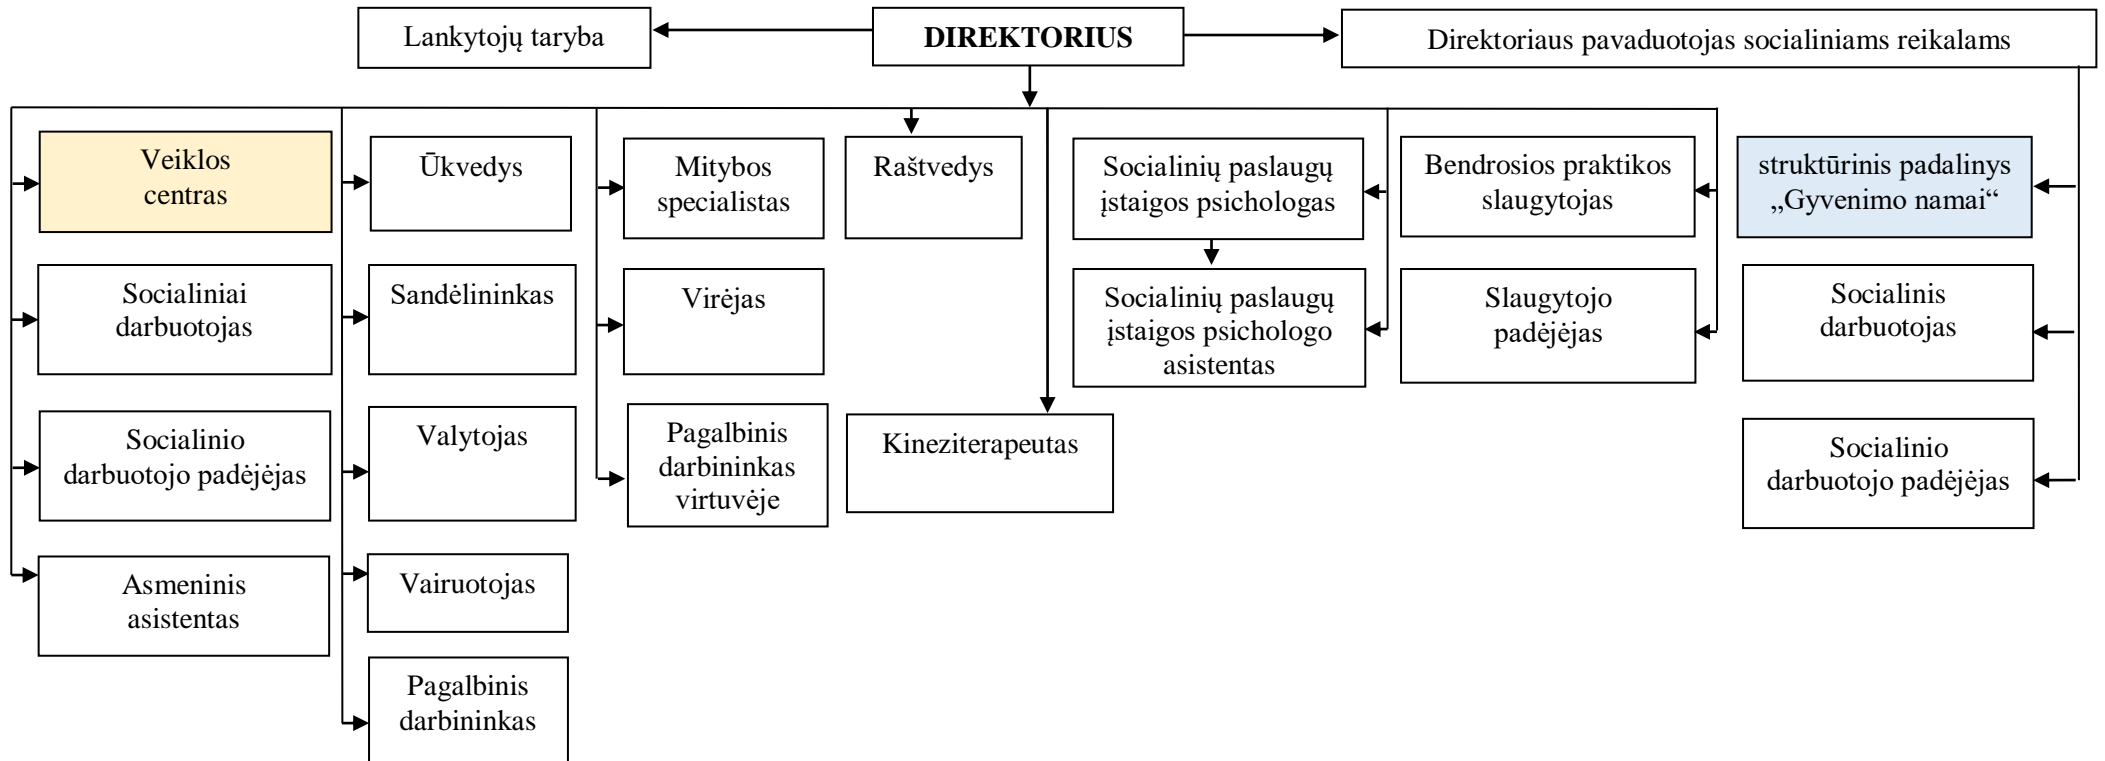 Lankytojų taryba
DIREKTORIUS
Direktoriaus pavaduotojas socialiniams reikalams
Veiklos
centras
Ūkvedys
Mitybos
specialistas
Raštvedys
Socialinių paslaugų
įstaigos psichologas
Bendrosios praktikos
slaugytojas
struktūrinis padalinys
„Gyvenimo namai“
Socialiniai
darbuotojas
Sandėlininkas
Virėjas
Socialinių paslaugų
įstaigos psichologo
asistentas
Slaugytojo
padėjėjas
Socialinis
darbuotojas
Socialinio
darbuotojo padėjėjas
Valytojas
Pagalbinis
darbininkas
virtuvėje
Kineziterapeutas
Socialinio
darbuotojo padėjėjas
Asmeninis
asistentas
Vairuotojas
Pagalbinis
darbininkas